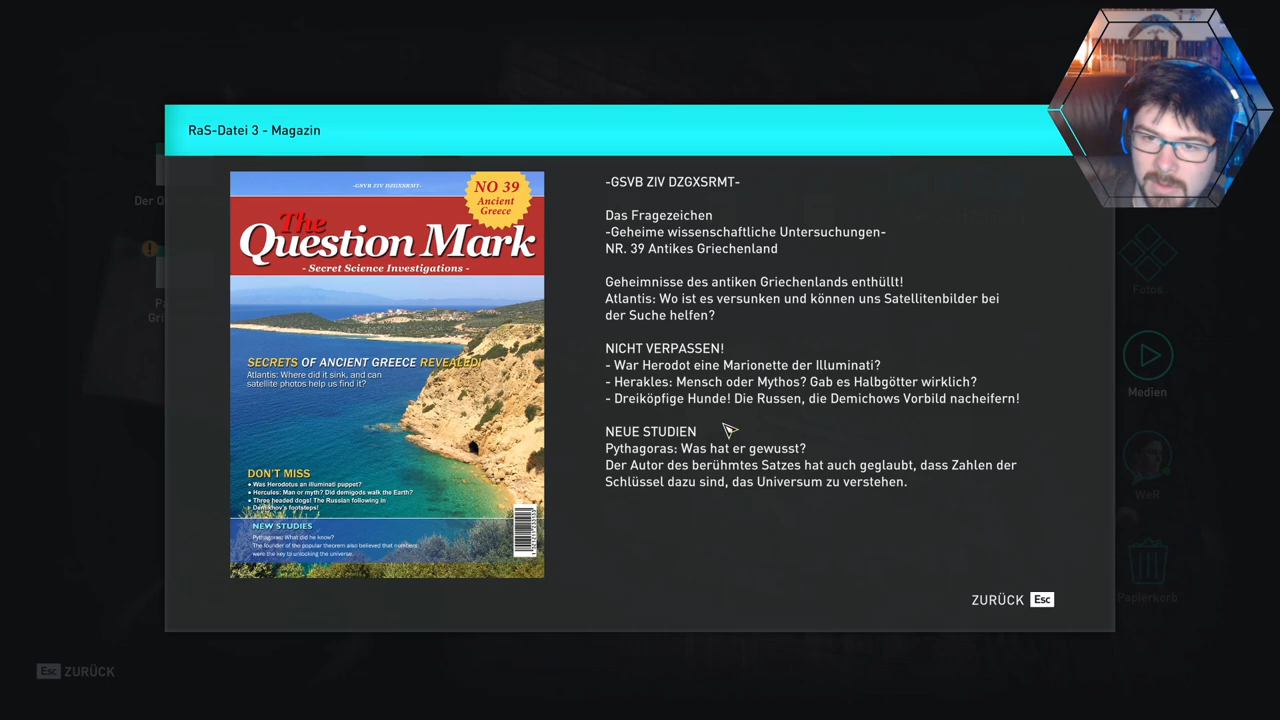 RaS-Datei 3 - Magazin
-GSVB ZIV DZGXSRMT-
NO 39
Ancient
Greece
The
Question Mark
- Secret Science Investigations -
SECRETS OF ANCIENT GREECE REVEALED!
Atlantis: Where did it sink, and can
satellite photos help us find it?
DON'T MISS
• Was Herodotus an illuminati puppet?
• Hercules: Man or myth? Did demigods walk the Earth?
• Three headed dogs! The Russian following in
Demikhov's footsteps!
NEW STUDIES
Pythagoras: What did he know?
The founder of the popular theorem also believed that numbers
were the key to unlocking the universe.
-GSVB ZIV DZGXSRMT-
Das Fragezeichen
-Geheime wissenschaftliche Untersuchungen-
NR. 39 Antikes Griechenland
Geheimnisse des antiken Griechenlands enthüllt!
Atlantis: Wo ist es versunken und können uns Satellitenbilder bei
der Suche helfen?
NICHT VERPASSEN!
- War Herodot eine Marionette der Illuminati?
- Herakles: Mensch oder Mythos? Gab es Halbgötter wirklich?
- Dreiköpfige Hunde! Die Russen, die Demichows Vorbild nacheifern!
NEUE STUDIEN
Pythagoras: Was hat er gewusst?
Der Autor des berühmtes Satzes hat auch geglaubt, dass Zahlen der
Schlüssel dazu sind, das Universum zu verstehen.
ZURÜCK Esc
Fotos
Medien
WeR
Papierkorb
Der O
Pa
Gri
Esc ZURÜCK